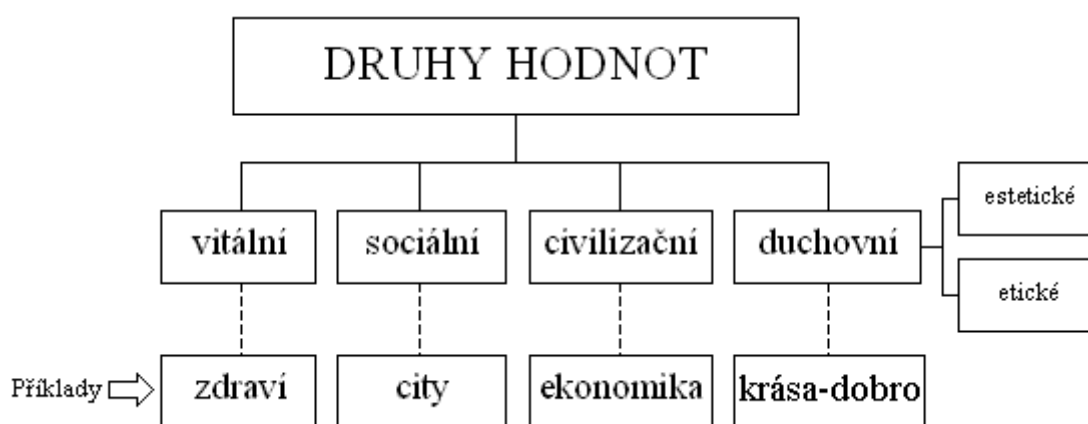 DRUHY HODNOT
estetické
vitální
sociální
civilizační
duchovní
etické
Příklady
zdraví
city
ekonomika
krása-dobro